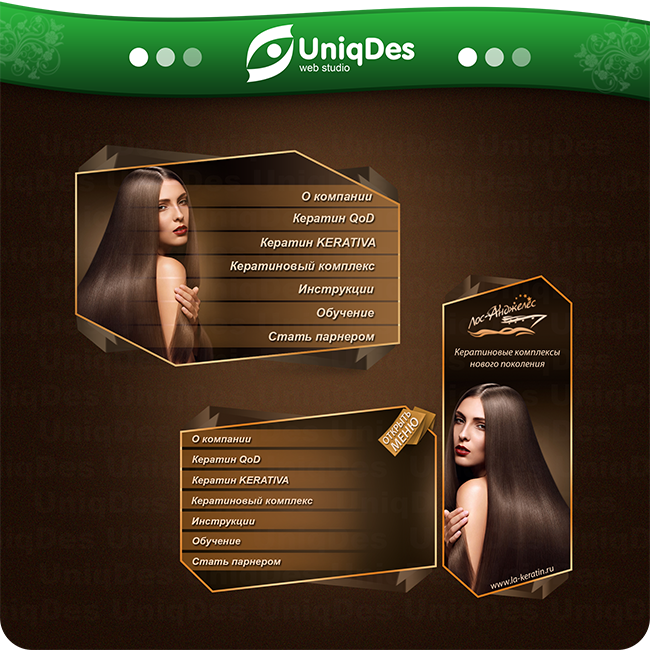 UniqDes
web studio
О компании
Кератин QoD
Кератин KERATIVA
Кератиновый комплекс
Инструкции
Обучение
Стать парнером
Лос-Анджелес
Кератиновые комплексы
нового поколения
www.la-keratin.ru
ОТКРЫТЬ
МЕНЮ
О компании
Кератин QoD
Кератин KERATIVA
Кератиновый комплекс
Инструкции
Обучение
Стать парнером